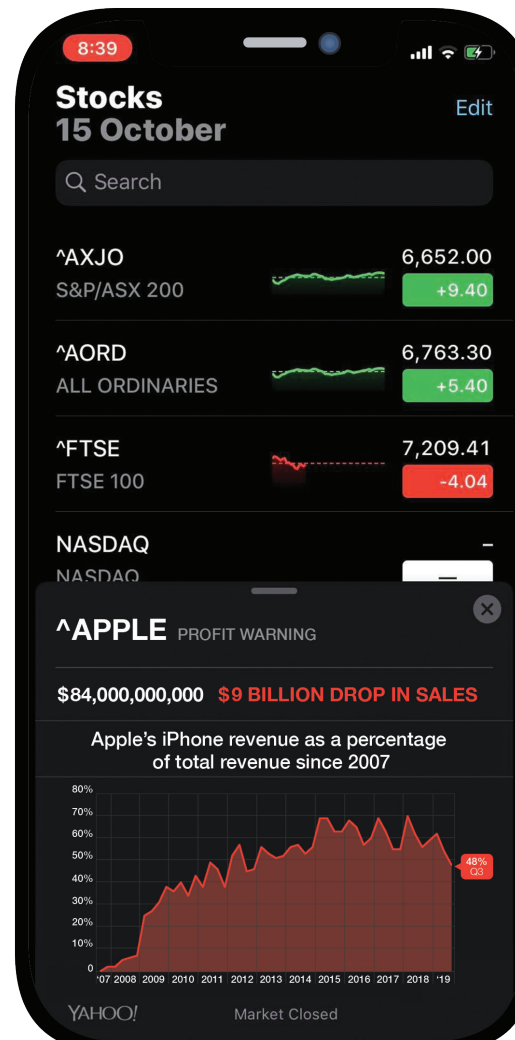 8:39
Stocks
15 October
Edit
Search
^AXJO
6,652.00
S&P/ASX 200
+9.40
^AORD
6,763.30
ALL ORDINARIES
+5.40
^FTSE
7,209.41
FTSE 100
-4.04
NASDAQ
–
NASDAQ
—
^APPLE PROFIT WARNING
$84,000,000,000 $9 BILLION DROP IN SALES
Apple's iPhone revenue as a percentage
of total revenue since 2007
80%
70%
60%
50%
40%
30%
20%
10%
0
48%
Q3
'07 2008 2009 2010 2011 2012 2013 2014 2015 2016 2017 2018 '19
YAHOO!
Market Closed